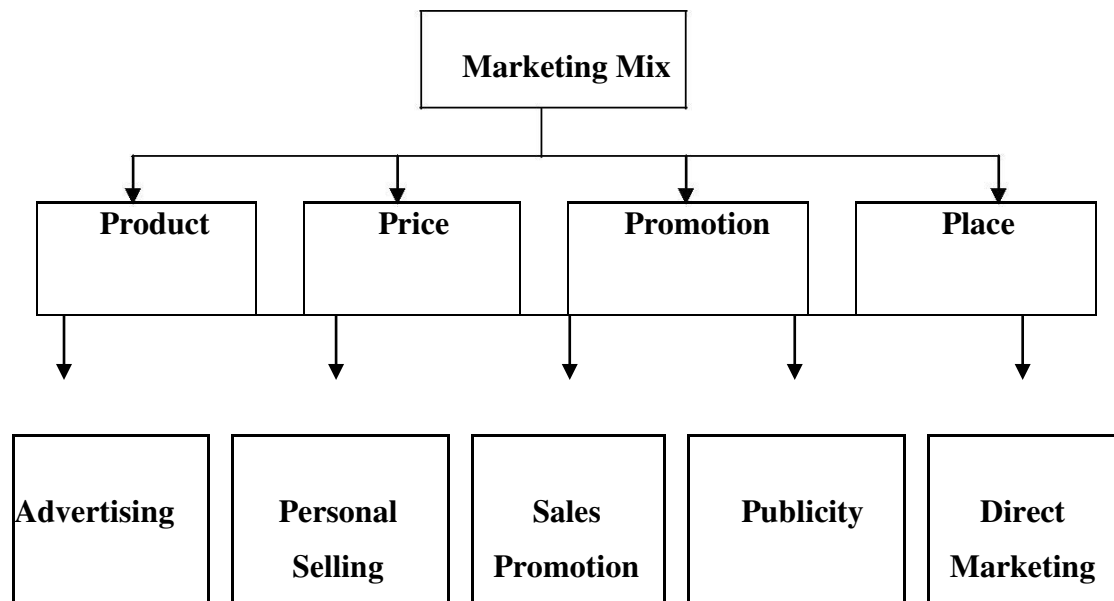 Marketing Mix
Product
Price
Promotion
Place
Advertising
Personal
Selling
Sales
Promotion
Publicity
Direct
Marketing